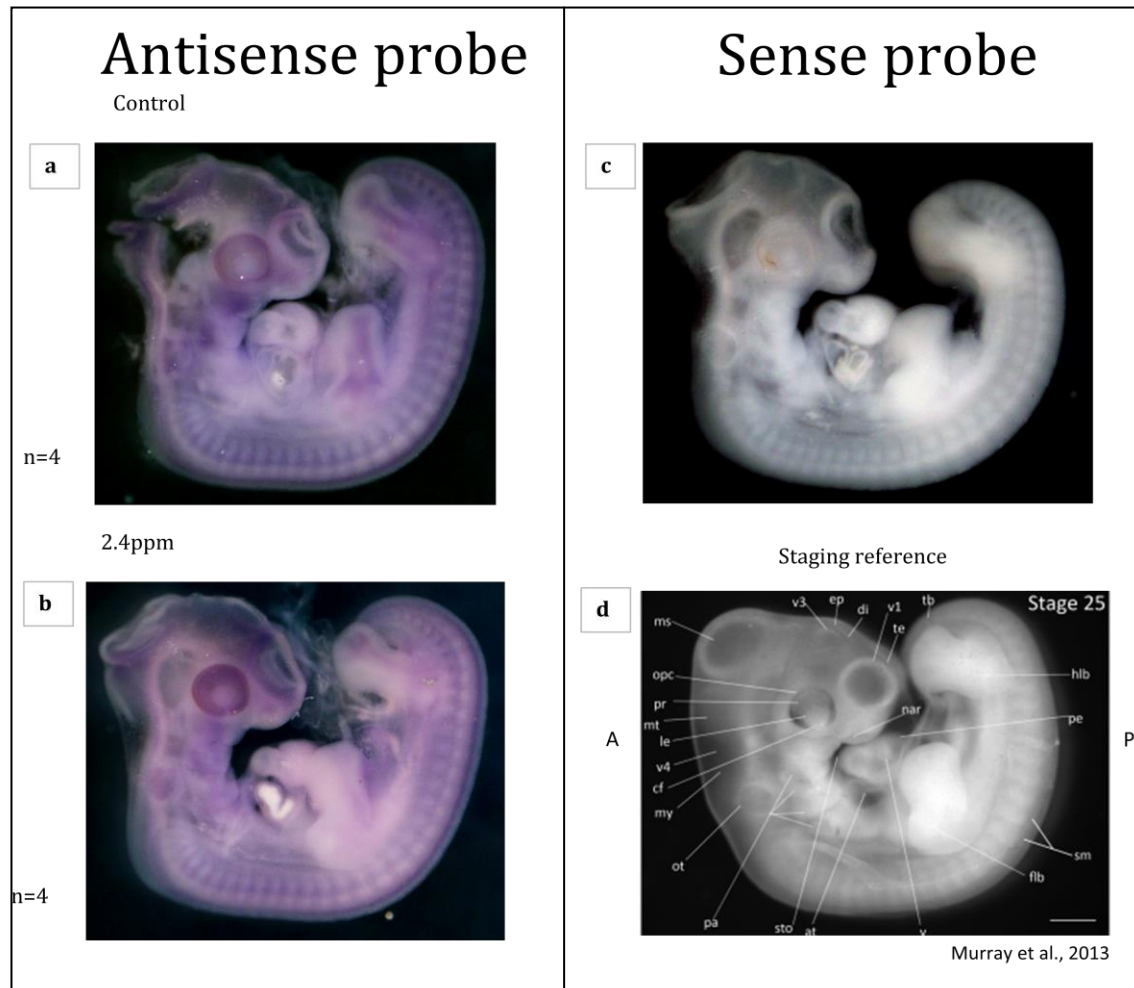 Antisense probe
Control
a
n=4
2.4ppm
b
n=4
Sense probe
c
Staging reference
d
Stage 25
ms
v3
ep
di
v1
te
tb
opc
pr
mt
le
v4
cf
my
ot
pa
sto
at
v
nar
hlb
pe
sm
flb
A
P
Murray et al., 2013